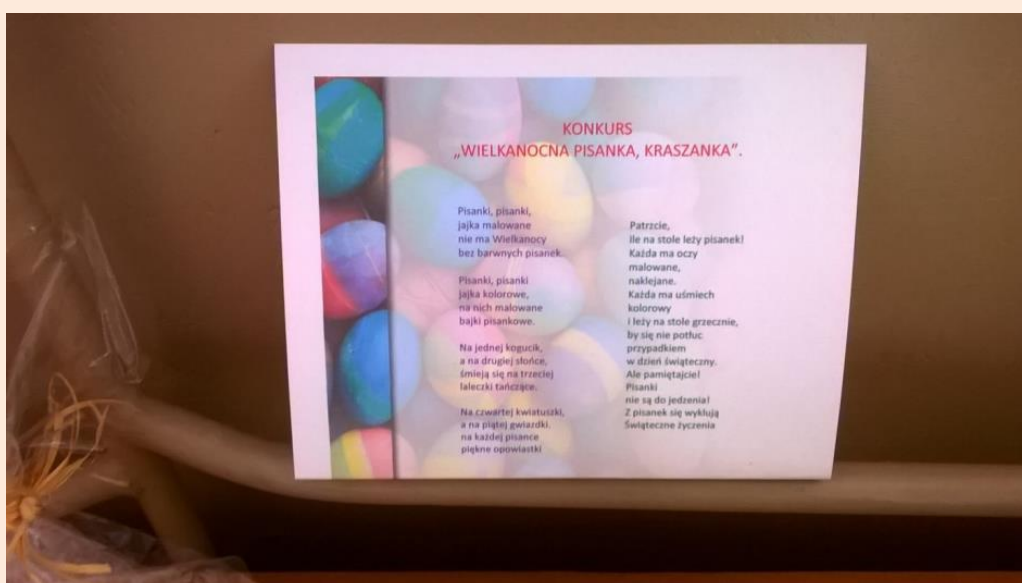 KONKURS
„WIELKANOCNA PISANKA, KRASZANKA”.
Pisanki, pisanki,
jajka malowane
nie ma Wielkanocy
bez barwnych pisanek.
Pisanki, pisanki
jajka kolorowe,
na nich malowane
bajki pisankowe.
Na jednej kogucik,
a na drugiej słońce,
śmieją się na trzeciej
laleczki tańczące.
Na czwartej kwiatuszki,
a na piątej gwiazdki.
na każdej pisance
piękne opowiastki
Patrzcie,
Ile na stole leży pisanek!
Każda ma oczy
malowane,
naklejane.
Każda ma uśmiech
kolorowy
i leży na stole grzecznie,
by się nie potłuc
przypadkiem
w dzień świąteczny.
Ale pamiętajcie!
Pisanki
nie są do jedzenia!
Z pisanek się wyklują
Świąteczne życzenia